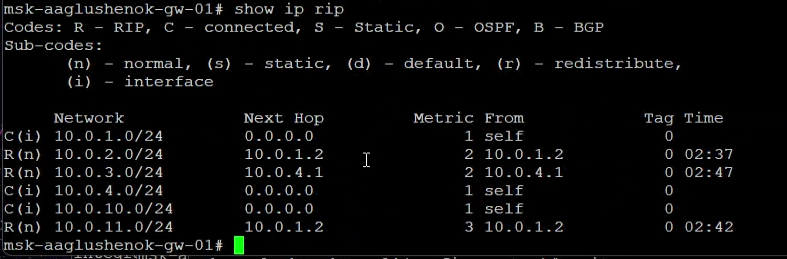 msk-aaglushenok-gw-01# show ip rip
Codes: R - RIP, C - connected, S - Static, O - OSPF, B - BGP
Sub-codes:
      (n) - normal, (s) - static, (d) - default, (r) - redistribute,
      (i) - interface

     Network            Next Hop         Metric From            Tag Time
C(i) 10.0.1.0/24        0.0.0.0               1 self              0
R(n) 10.0.2.0/24        10.0.1.2              2 10.0.1.2          0 02:37
R(n) 10.0.3.0/24        10.0.4.1              2 10.0.4.1          0 02:47
C(i) 10.0.4.0/24        0.0.0.0               1 self              0
C(i) 10.0.10.0/24       0.0.0.0               1 self              0
R(n) 10.0.11.0/24       10.0.1.2              3 10.0.1.2          0 02:42
msk-aaglushenok-gw-01#